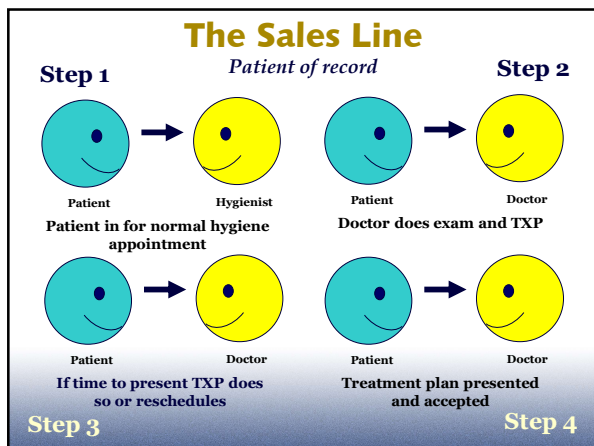 The Sales Line
Patient of record
Step 1
Step 2
Patient
Hygienist
Patient
Doctor
Patient in for normal hygiene
appointment
Doctor does exam and TXP
Patient
Doctor
Patient
Doctor
If time to present TXP does
so or reschedules
Treatment plan presented
and accepted
Step 3
Step 4